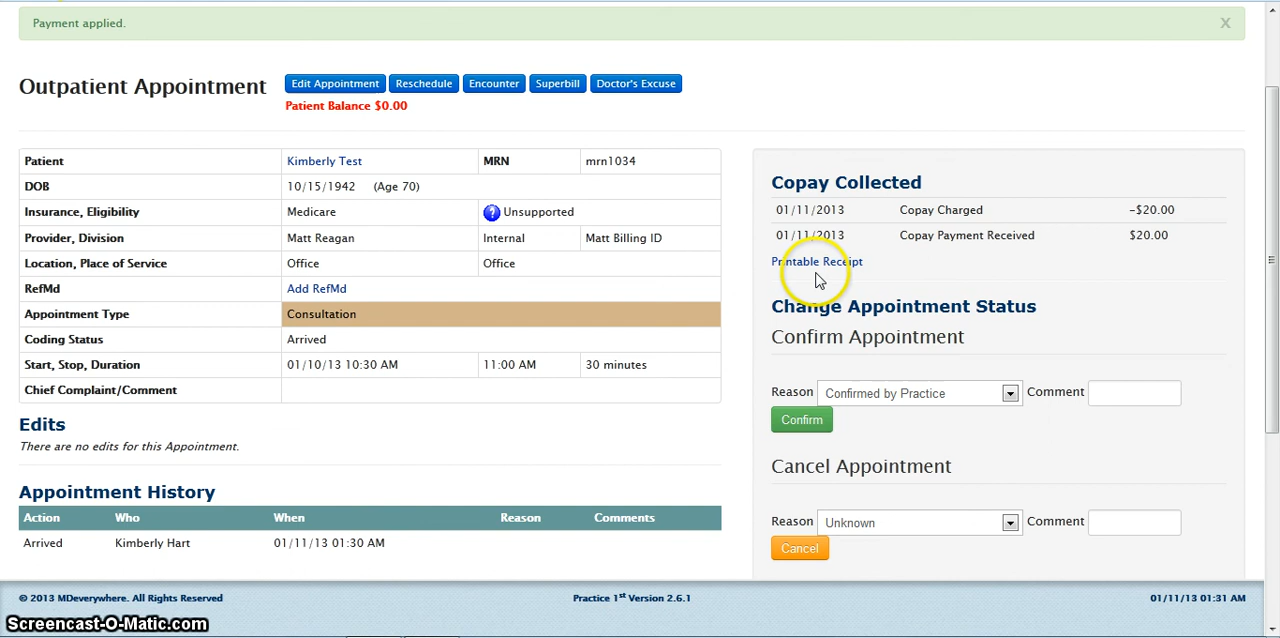 Payment applied.
X
Outpatient Appointment
Edit Appointment Reschedule Encounter Superbill Doctor's Excuse
Patient Balance $0.00
Patient Kimberly Test MRN mrn1034
DOB 10/15/1942 (Age 70)
Insurance, Eligibility Medicare ? Unsupported
Provider, Division Matt Reagan Internal Matt Billing ID
Location, Place of Service Office Office
RefMd Add RefMd
Appointment Type Consultation
Coding Status Arrived
Start, Stop, Duration 01/10/13 10:30 AM 11:00 AM 30 minutes
Chief Complaint/Comment
Edits
There are no edits for this Appointment.
Appointment History
Action Who When Reason Comments
Arrived Kimberly Hart 01/11/13 01:30 AM
Copay Collected
01/11/2013 Copay Charged -$20.00
01/11/2013 Copay Payment Received $20.00
Printable Receipt
Change Appointment Status
Confirm Appointment
Reason Confirmed by Practice Comment
Confirm
Cancel Appointment
Reason Unknown Comment
Cancel
© 2013 MDeverywhere. All Rights Reserved Practice 1st Version 2.6.1 01/11/13 01:31 AM
Screencast-O-Matic.com